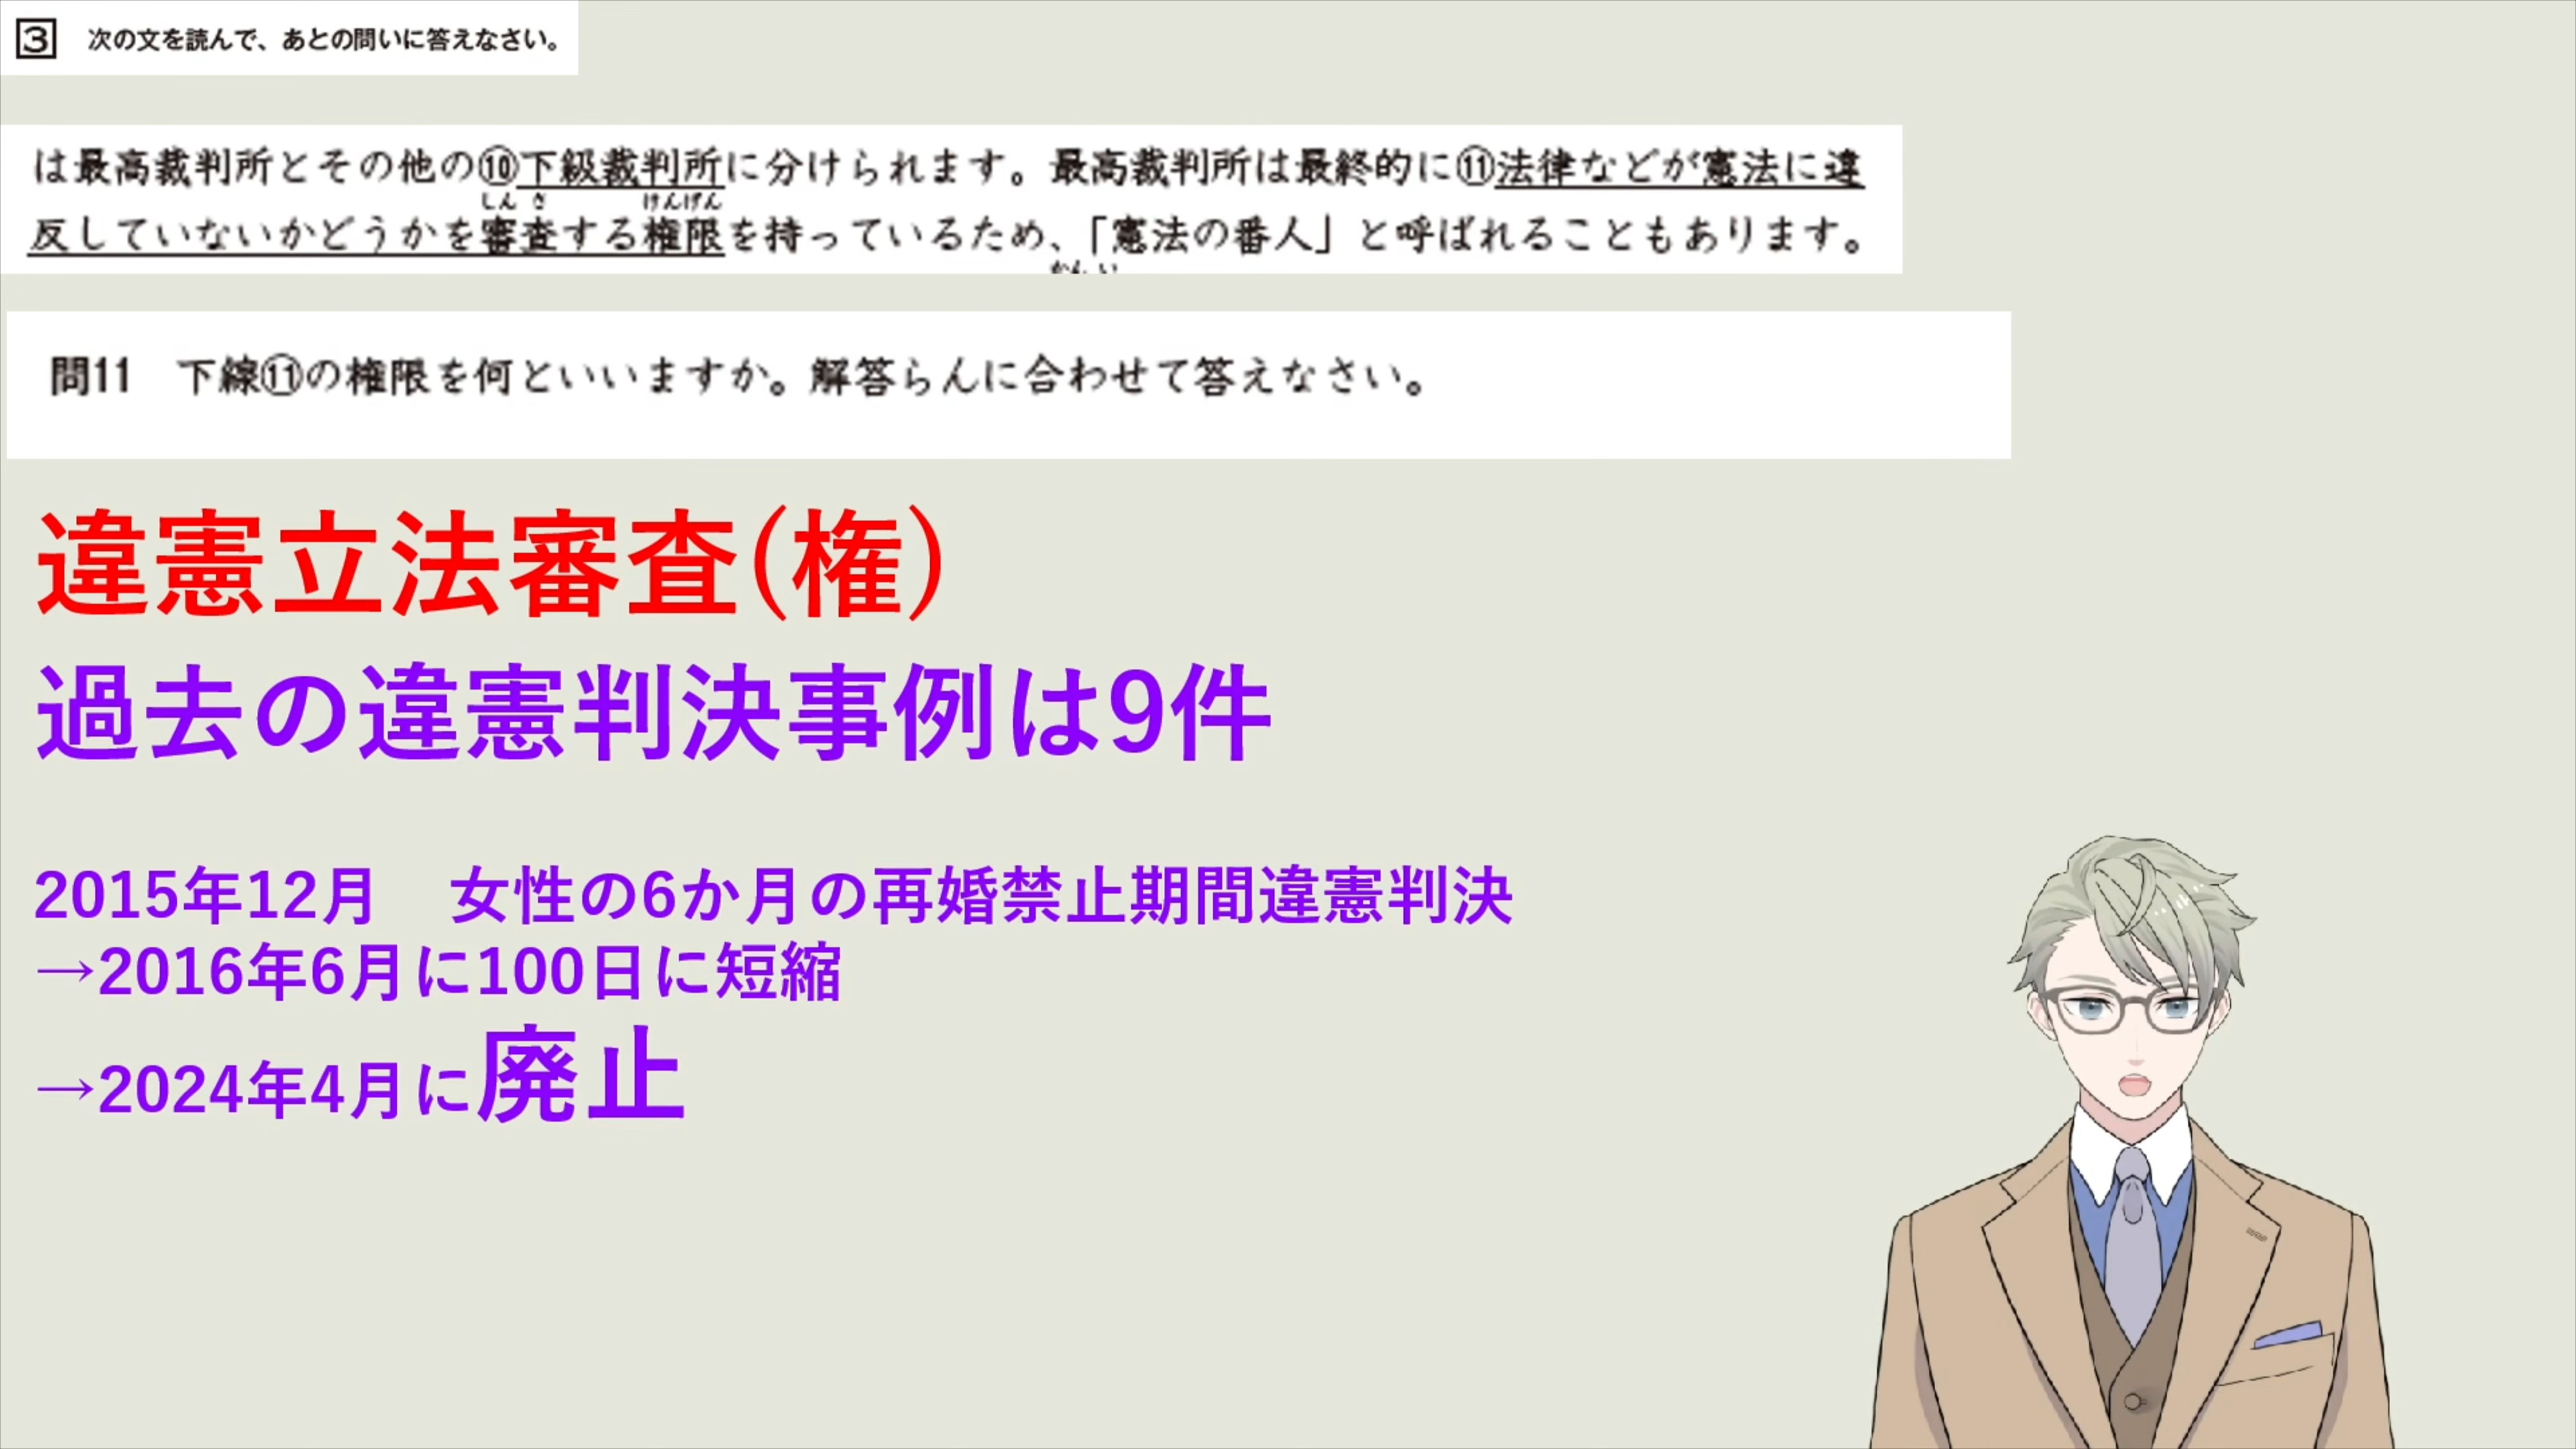 3 次の文を読んで、あとの問いに答えなさい。
は最高裁判所とその他の⑩下級裁判所に分けられます。最高裁判所は最終的に⑪法律などが憲法に違
しんさ けんげん
反していないかどうかを審査する権限を持っているため、「憲法の番人」と呼ばれることもあります。
かんい
問11 下線⑪の権限を何といいますか。解答らんに合わせて答えなさい。
違憲立法審査(権)
過去の違憲判決事例は9件
2015年12月 女性の6か月の再婚禁止期間違憲判決
→2016年6月に100日に短縮
→2024年4月に廃止